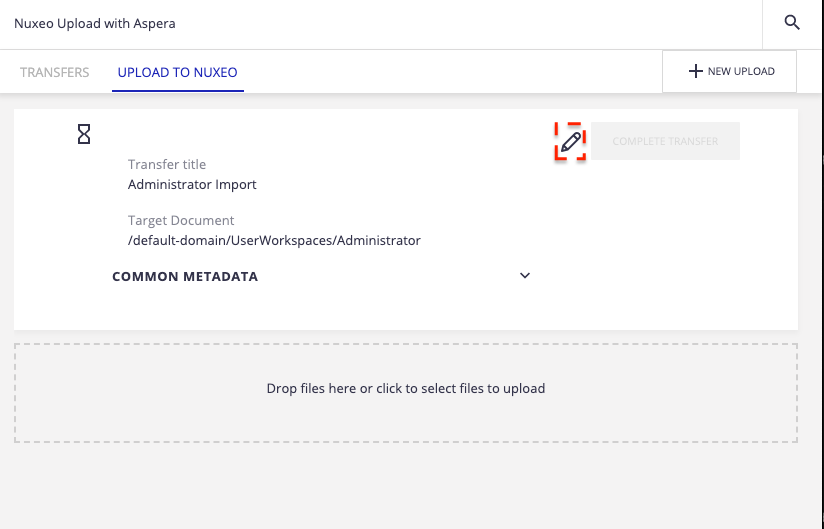 Nuxeo Upload with Aspera
TRANSFERS
UPLOAD TO NUXEO
NEW UPLOAD
COMPLETE TRANSFER
Transfer title
Administrator Import
Target Document
/default-domain/UserWorkspaces/Administrator
COMMON METADATA
Drop files here or click to select files to upload